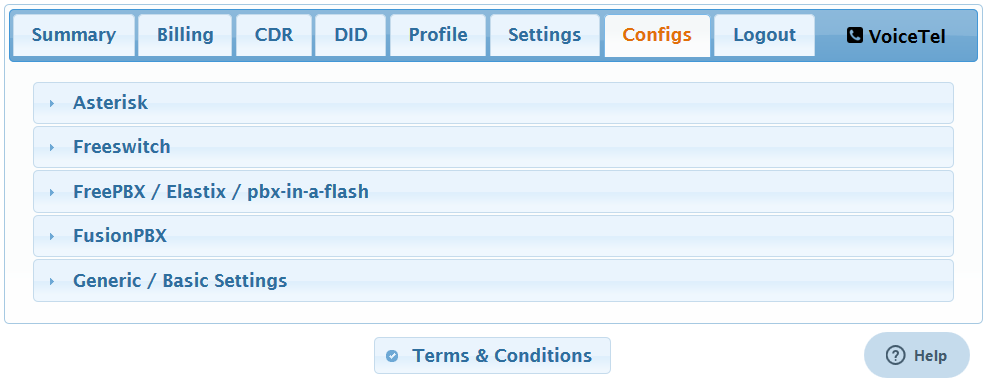 Summary Billing CDR DID Profile Settings Configs Logout VoiceTel
Asterisk
Freeswitch
FreePBX / Elastix / pbx-in-a-flash
FusionPBX
Generic / Basic Settings
Terms & Conditions
Help